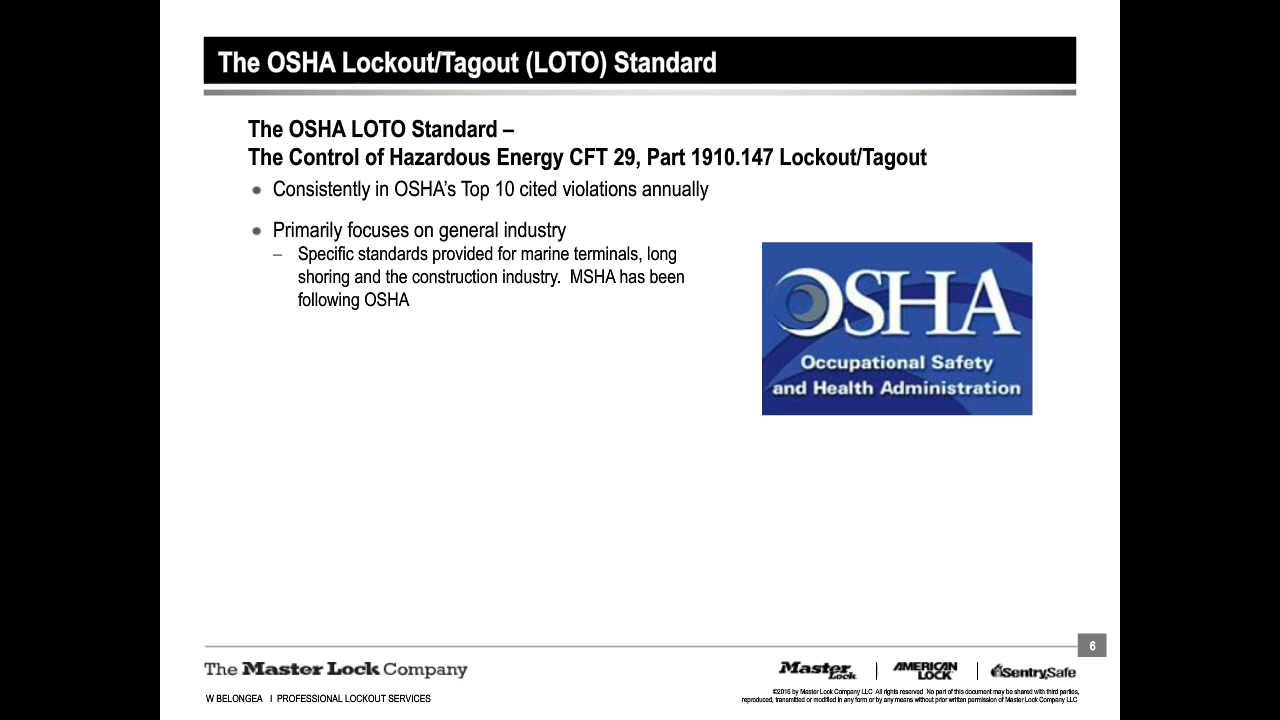 The OSHA Lockout/Tagout (LOTO) Standard
The OSHA LOTO Standard –
The Control of Hazardous Energy CFT 29, Part 1910.147 Lockout/Tagout
Consistently in OSHA's Top 10 cited violations annually
Primarily focuses on general industry
– Specific standards provided for marine terminals, long
shoring and the construction industry.  MSHA has been
following OSHA
OSHA
Occupational Safety
and Health Administration
6
The Master Lock Company
Master Lock
AMERICAN LOCK
SentrySafe
W BELONGEA I PROFESSIONAL LOCKOUT SERVICES
©2016 by Master Lock Company LLC All rights reserved No part of this document may be shared with third parties,
reproduced, transmitted or modified in any form or by any means without prior written permission of Master Lock Company LLC